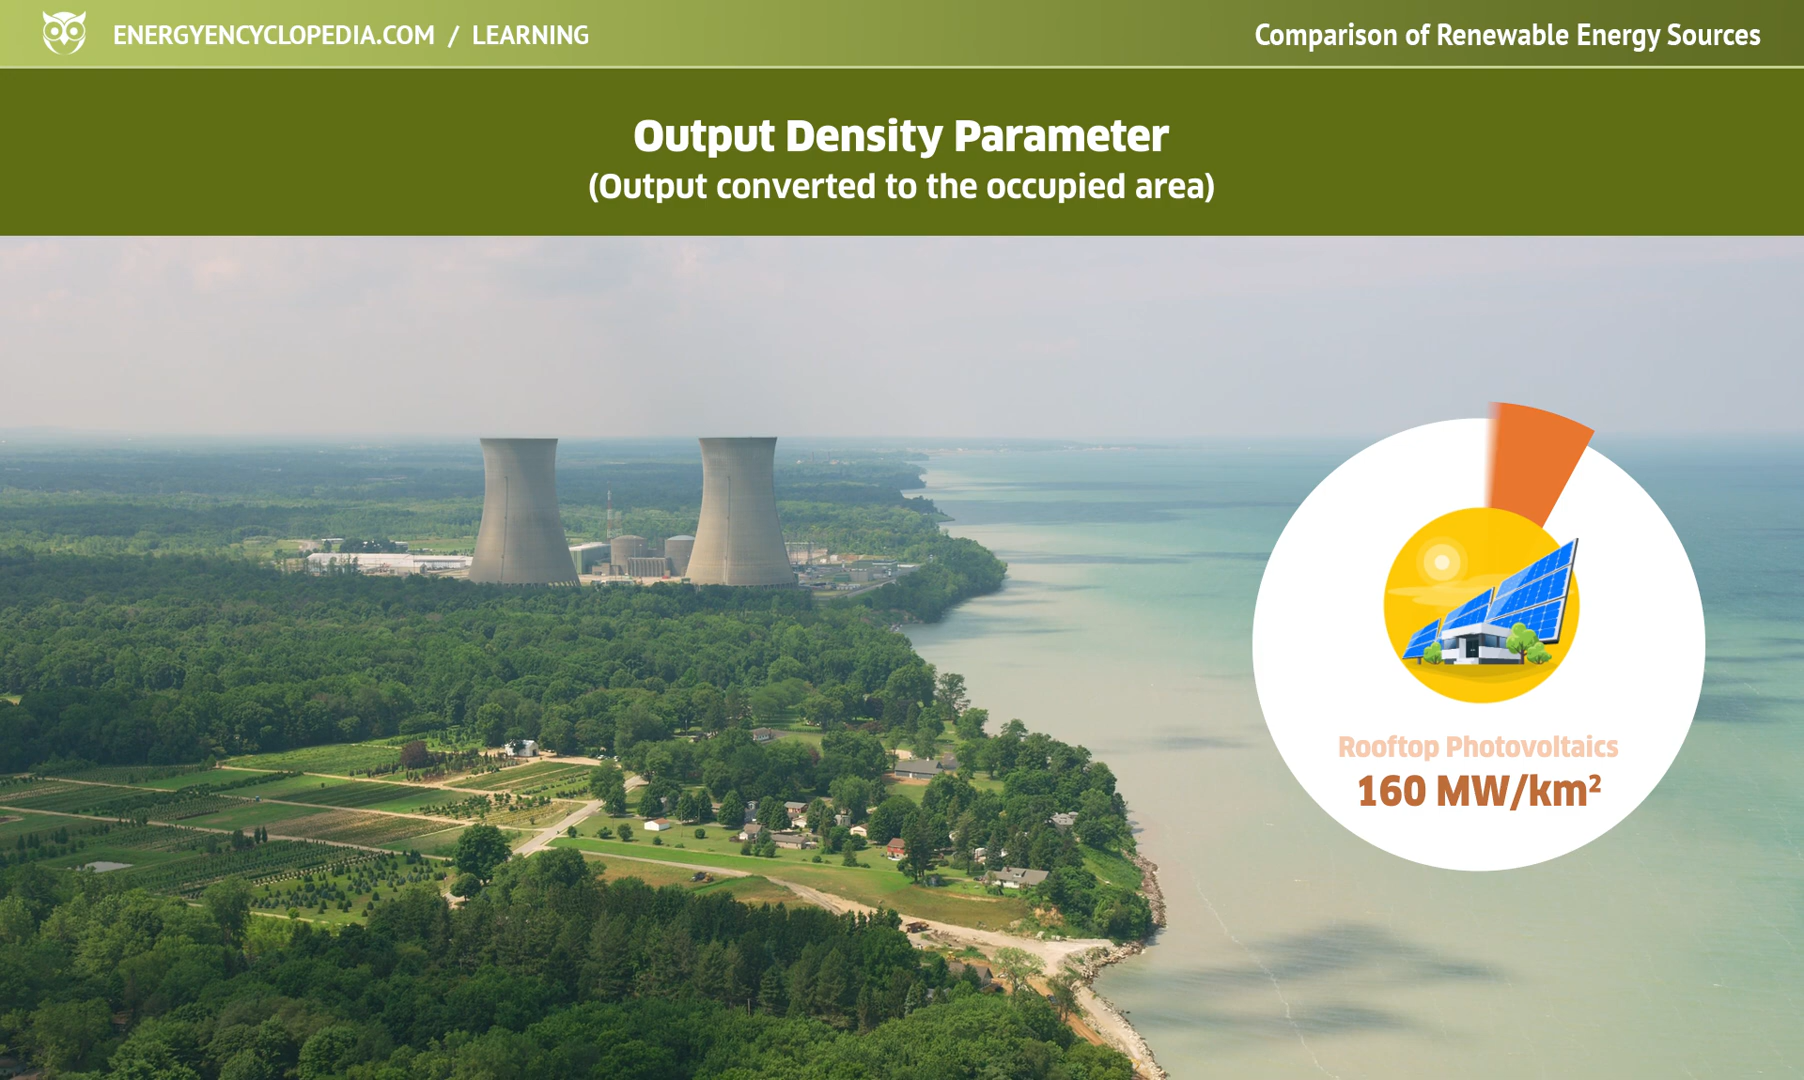 ENERGYENCYCLOPEDIA.COM / LEARNING
Comparison of Renewable Energy Sources
Output Density Parameter
(Output converted to the occupied area)
Rooftop Photovoltaics
160 MW/km²